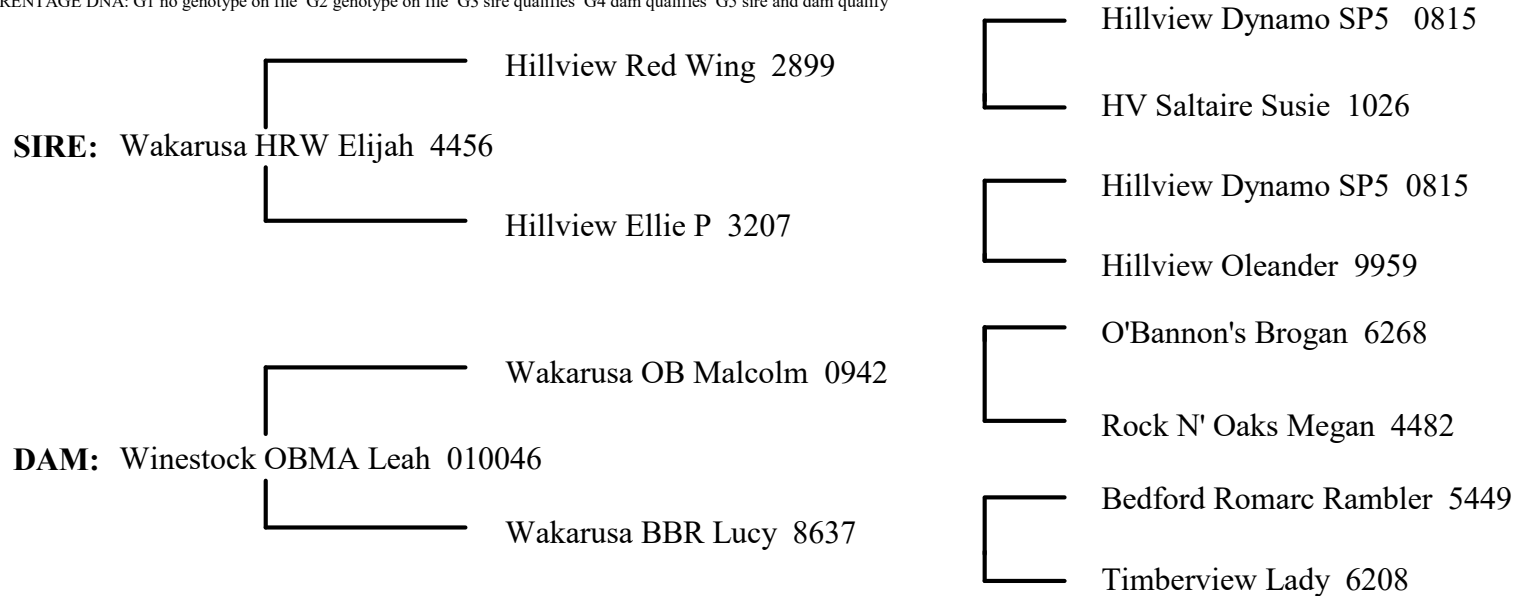 RENTAGE DNA: G1 no genotype on file G2 genotype on file G3 sire qualifies G4 dam qualifies G5 sire and dam qualify
Hillview Dynamo SP5 0815
Hillview Red Wing 2899
HV Saltaire Susie 1026
SIRE: Wakarusa HRW Elijah 4456
Hillview Dynamo SP5 0815
Hillview Ellie P 3207
Hillview Oleander 9959
O'Bannon's Brogan 6268
Wakarusa OB Malcolm 0942
Rock N' Oaks Megan 4482
DAM: Winestock OBMA Leah 010046
Bedford Romarc Rambler 5449
Wakarusa BBR Lucy 8637
Timberview Lady 6208